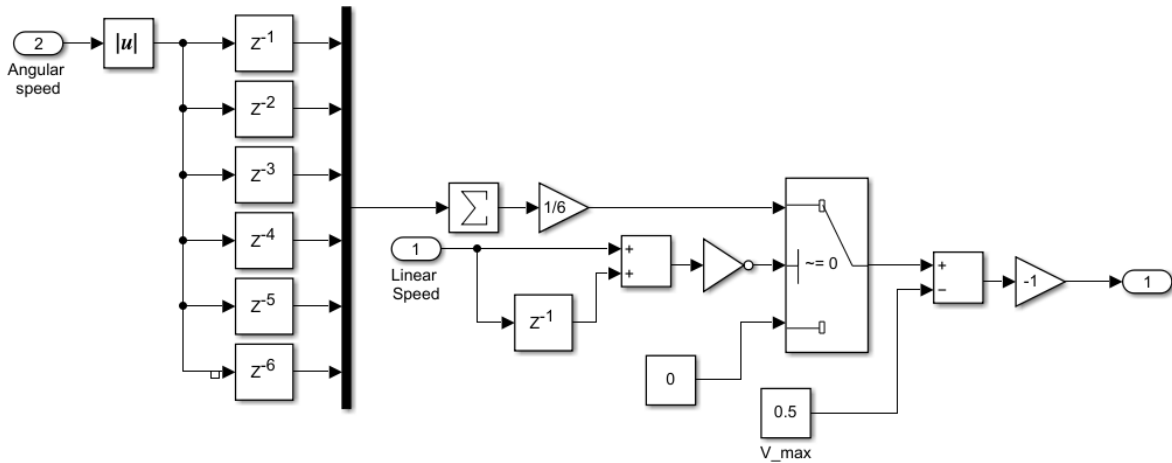 2
Angular
speed
|u|
z-1
z-2
z-3
z-4
z-5
z-6
∑
1/6
1
Linear
Speed
z-1
+
+
~= 0
0
0.5
V_max
+
−
-1
1